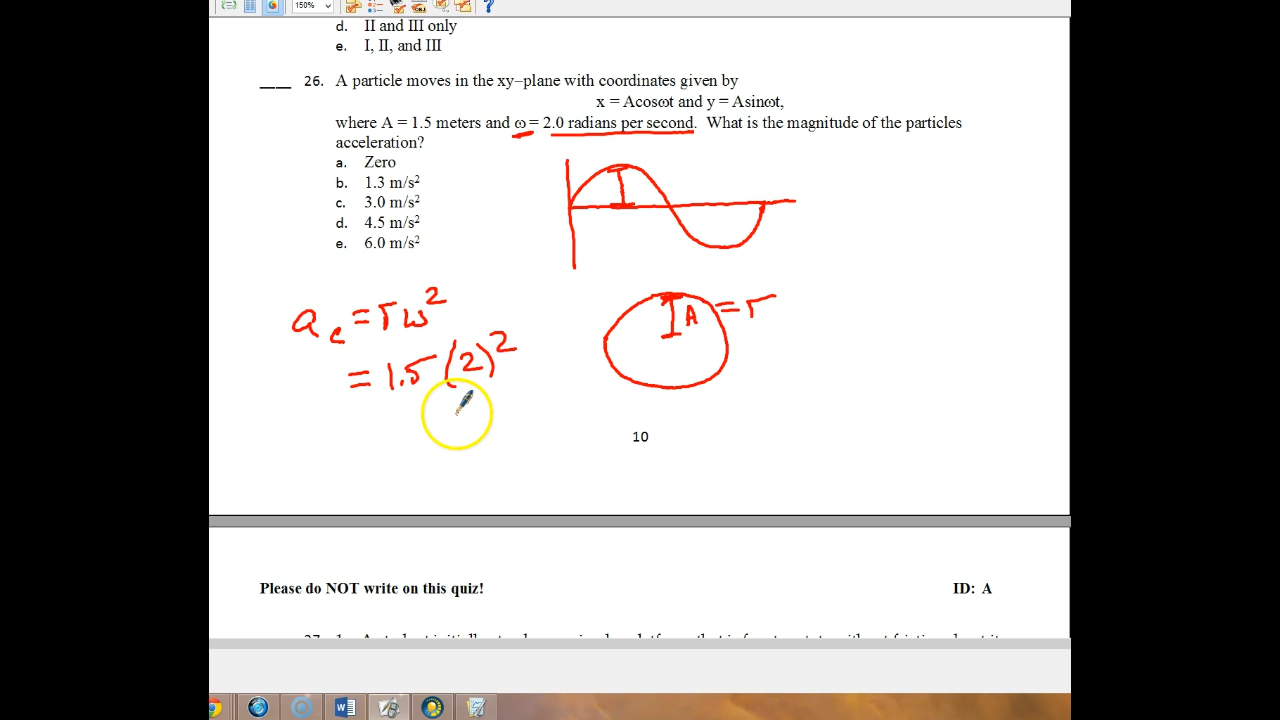 150%
d. II and III only
e. I, II, and III
____ 26. A particle moves in the xy–plane with coordinates given by
x = Acosωt and y = Asinωt,
where A = 1.5 meters and ω = 2.0 radians per second. What is the magnitude of the particles
acceleration?
a. Zero
b. 1.3 m/s²
c. 3.0 m/s²
d. 4.5 m/s²
e. 6.0 m/s²
a_c = rω²
= 1.5 (2)²
A = r
10
Please do NOT write on this quiz! ID: A